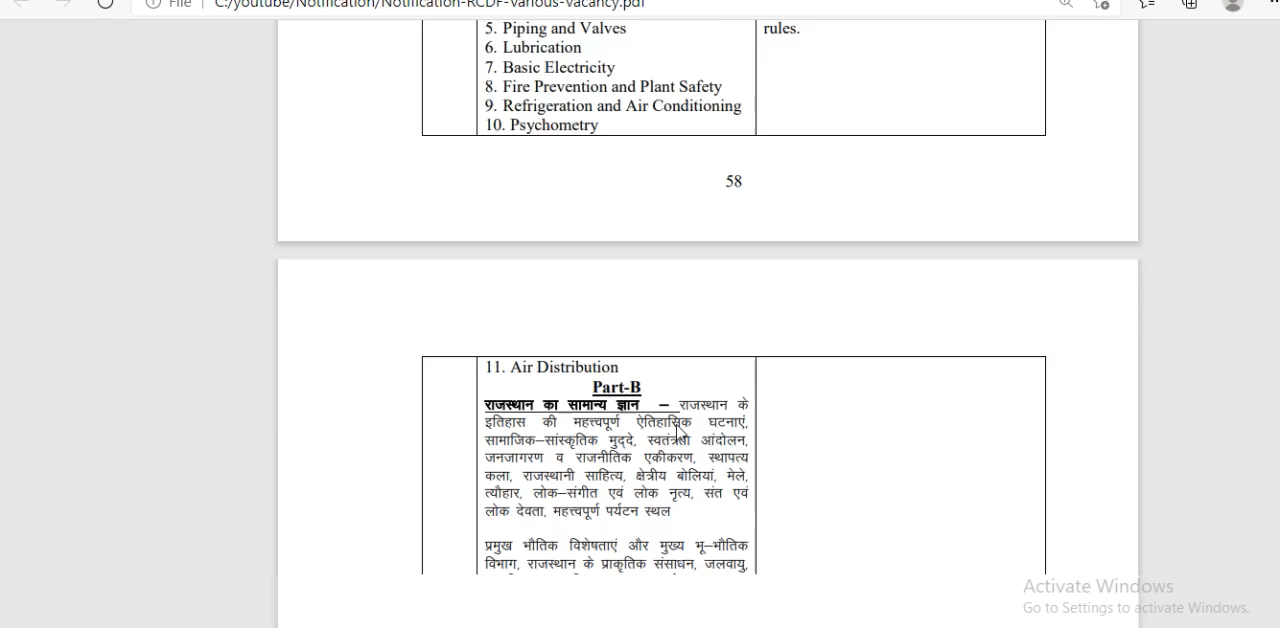 File | C:/youtube/Notification/Notification-RCDF-various-vacancy.pdf
5. Piping and Valves
rules.
6. Lubrication
7. Basic Electricity
8. Fire Prevention and Plant Safety
9. Refrigeration and Air Conditioning
10. Psychometry
58
11. Air Distribution
Part-B
राजस्थान का सामान्य ज्ञान – राजस्थान के
इतिहास की महत्त्वपूर्ण ऐतिहासिक घटनाएं,
सामाजिक–सांस्कृतिक मुद्दे, स्वतंत्रता आंदोलन,
जनजागरण व राजनीतिक एकीकरण, स्थापत्य
कला, राजस्थानी साहित्य, क्षेत्रीय बोलियां, मेले,
त्यौहार, लोक–संगीत एवं लोक नृत्य, संत एवं
लोक देवता, महत्त्वपूर्ण पर्यटन स्थल
प्रमुख भौतिक विशेषताएं और मुख्य भू–भौतिक
विभाग, राजस्थान के प्राकृतिक संसाधन, जलवायु,
Activate Windows
Go to Settings to activate Windows.